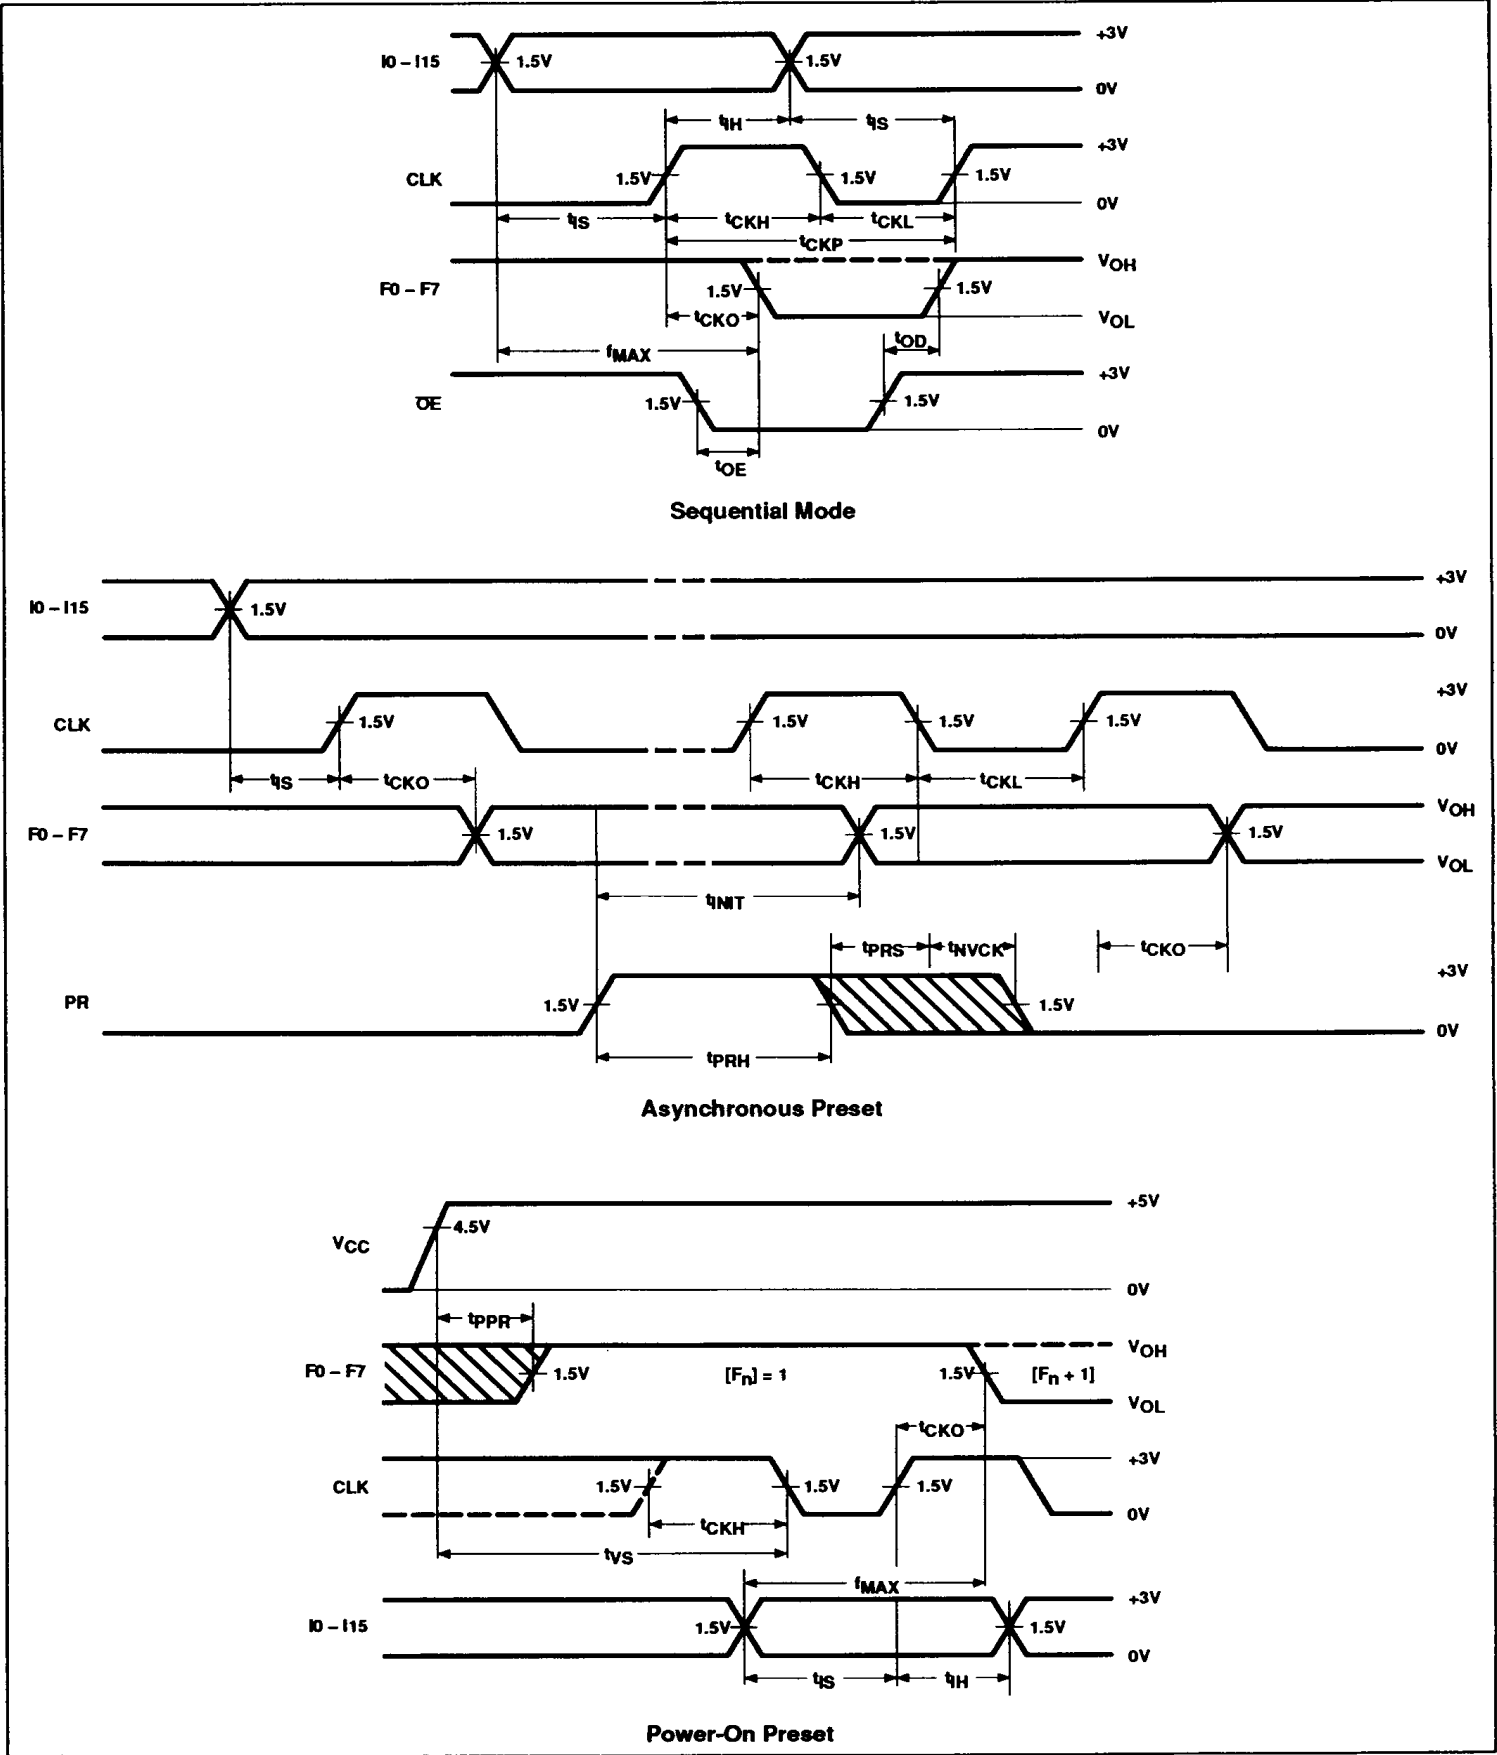 +3V
I0 – I15 1.5V 1.5V
0V
tIH tIS
+3V
CLK 1.5V 1.5V 1.5V
0V
tIS tCKH tCKL
tCKP
VOH
F0 – F7 1.5V 1.5V
tCKO VOL
tOD
fMAX
+3V
OE 1.5V 1.5V
0V
tOE
Sequential Mode
+3V
I0 – I15 1.5V
0V
+3V
CLK 1.5V 1.5V 1.5V 1.5V
0V
tIS tCKO tCKH tCKL
VOH
F0 – F7 1.5V 1.5V 1.5V
VOL
tINIT
tPRS tNVCK tCKO
+3V
PR 1.5V 1.5V
0V
tPRH
Asynchronous Preset
+5V
4.5V
VCC
0V
tPPR
VOH
F0 – F7 1.5V [Fn] = 1 1.5V [Fn + 1]
VOL
tCKO
+3V
CLK 1.5V 1.5V 1.5V
0V
tCKH
tVS
fMAX
+3V
I0 – I15 1.5V 1.5V
0V
tIS tIH
Power-On Preset